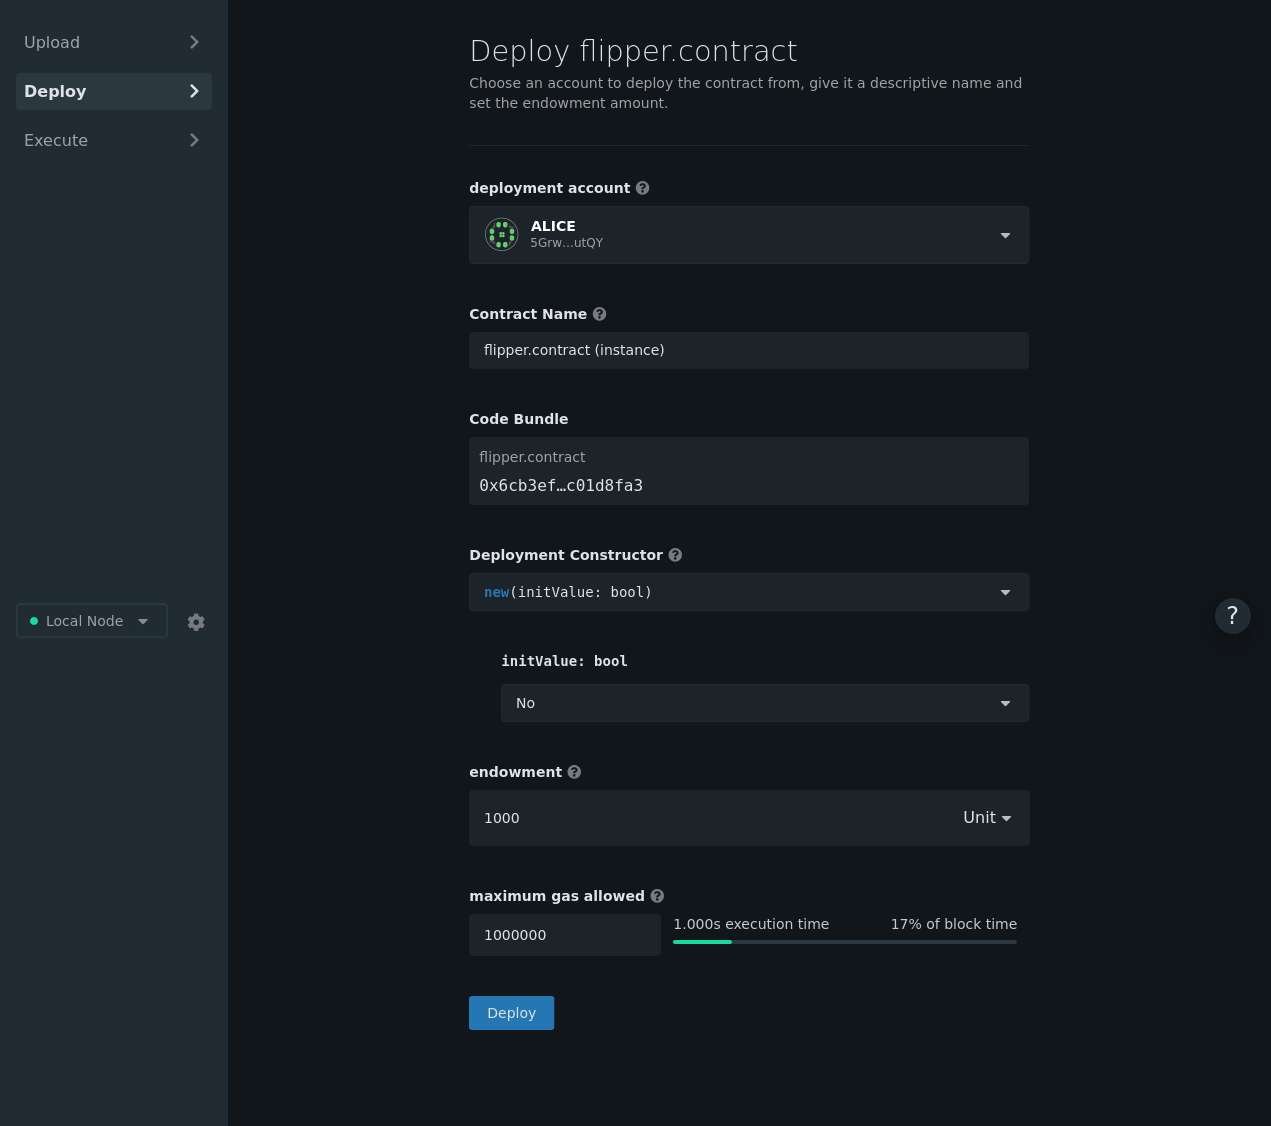 Upload
Deploy
Execute
Local Node
Deploy flipper.contract
Choose an account to deploy the contract from, give it a descriptive name and
set the endowment amount.
deployment account ?
ALICE
5Grw…utQY
Contract Name ?
flipper.contract (instance)
Code Bundle
flipper.contract
0x6cb3ef…c01d8fa3
Deployment Constructor ?
new(initValue: bool)
initValue: bool
No
endowment ?
1000 Unit
maximum gas allowed ?
1000000 1.000s execution time 17% of block time
Deploy
?